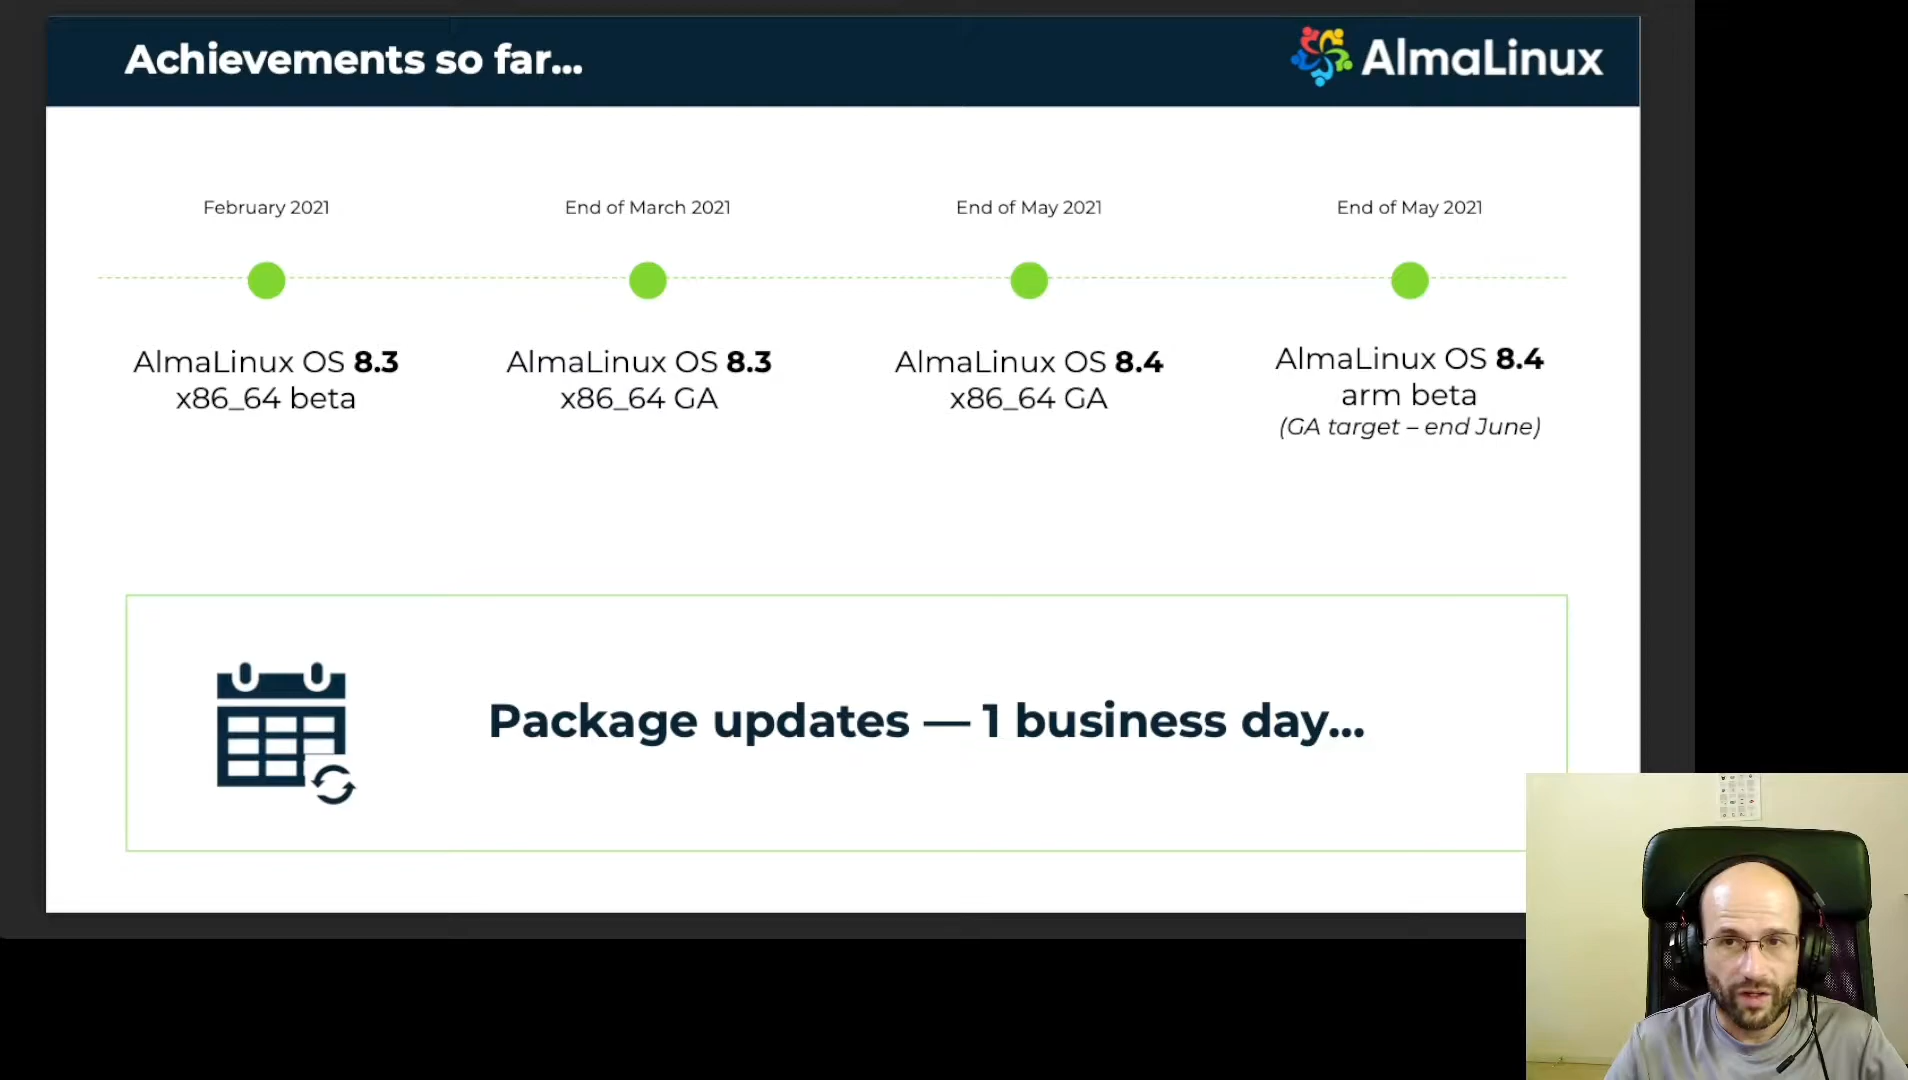 Achievements so far...
AlmaLinux
February 2021
End of March 2021
End of May 2021
End of May 2021
AlmaLinux OS 8.3
x86_64 beta
AlmaLinux OS 8.3
x86_64 GA
AlmaLinux OS 8.4
x86_64 GA
AlmaLinux OS 8.4
arm beta
(GA target – end June)
Package updates — 1 business day...